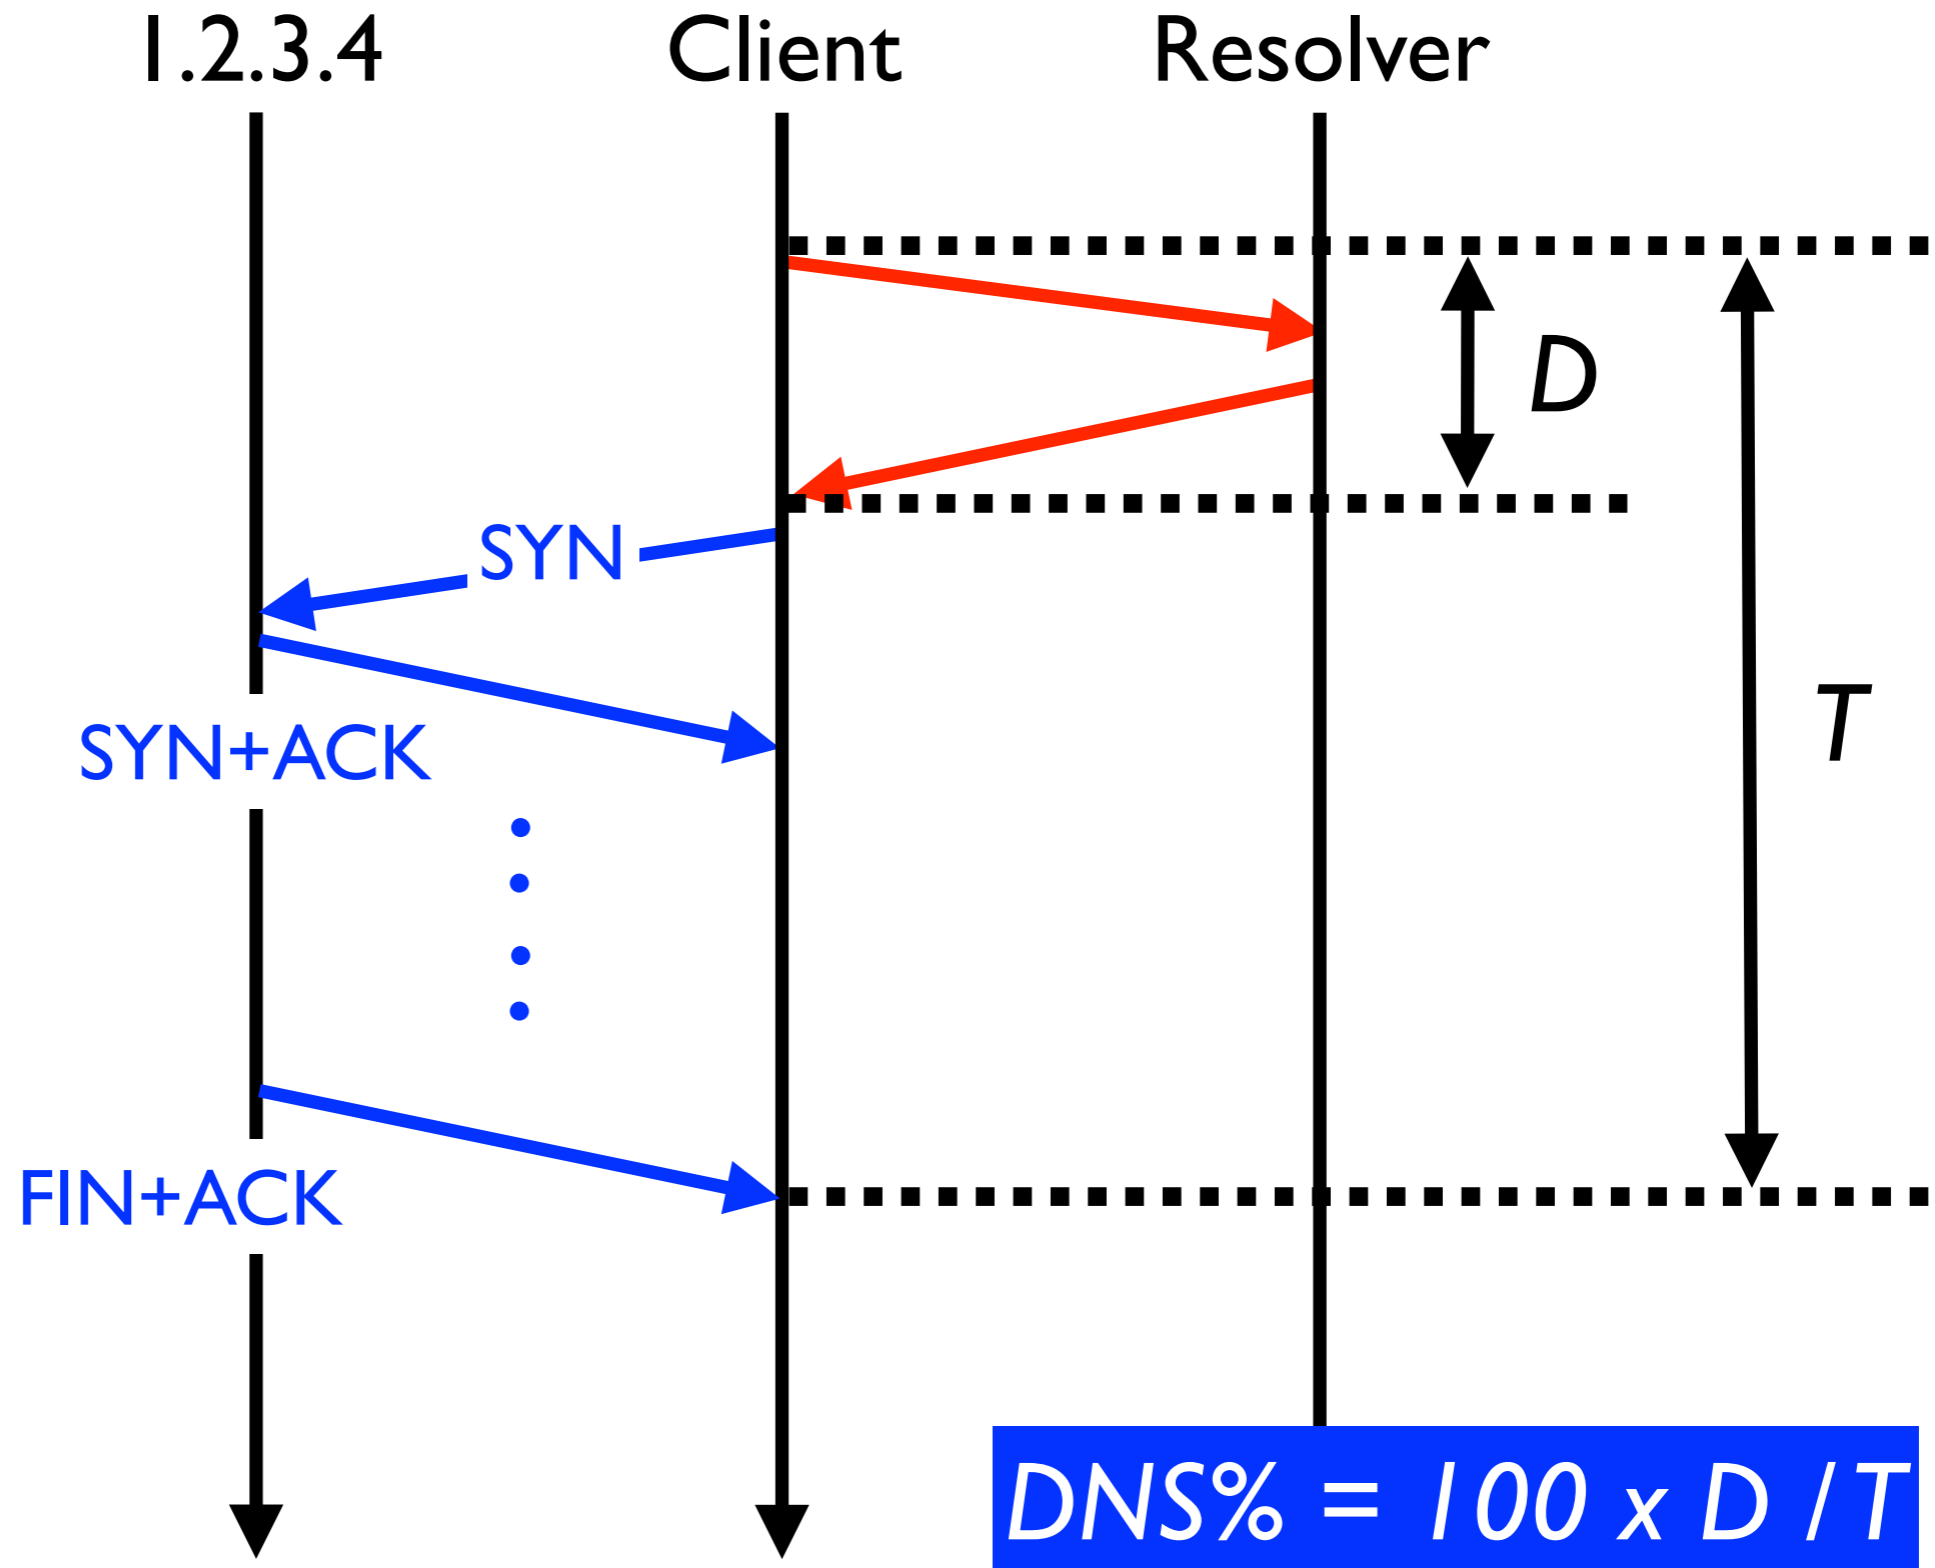 1.2.3.4 Client Resolver
D
SYN
T
SYN+ACK
FIN+ACK
DNS% = 100 x D / T